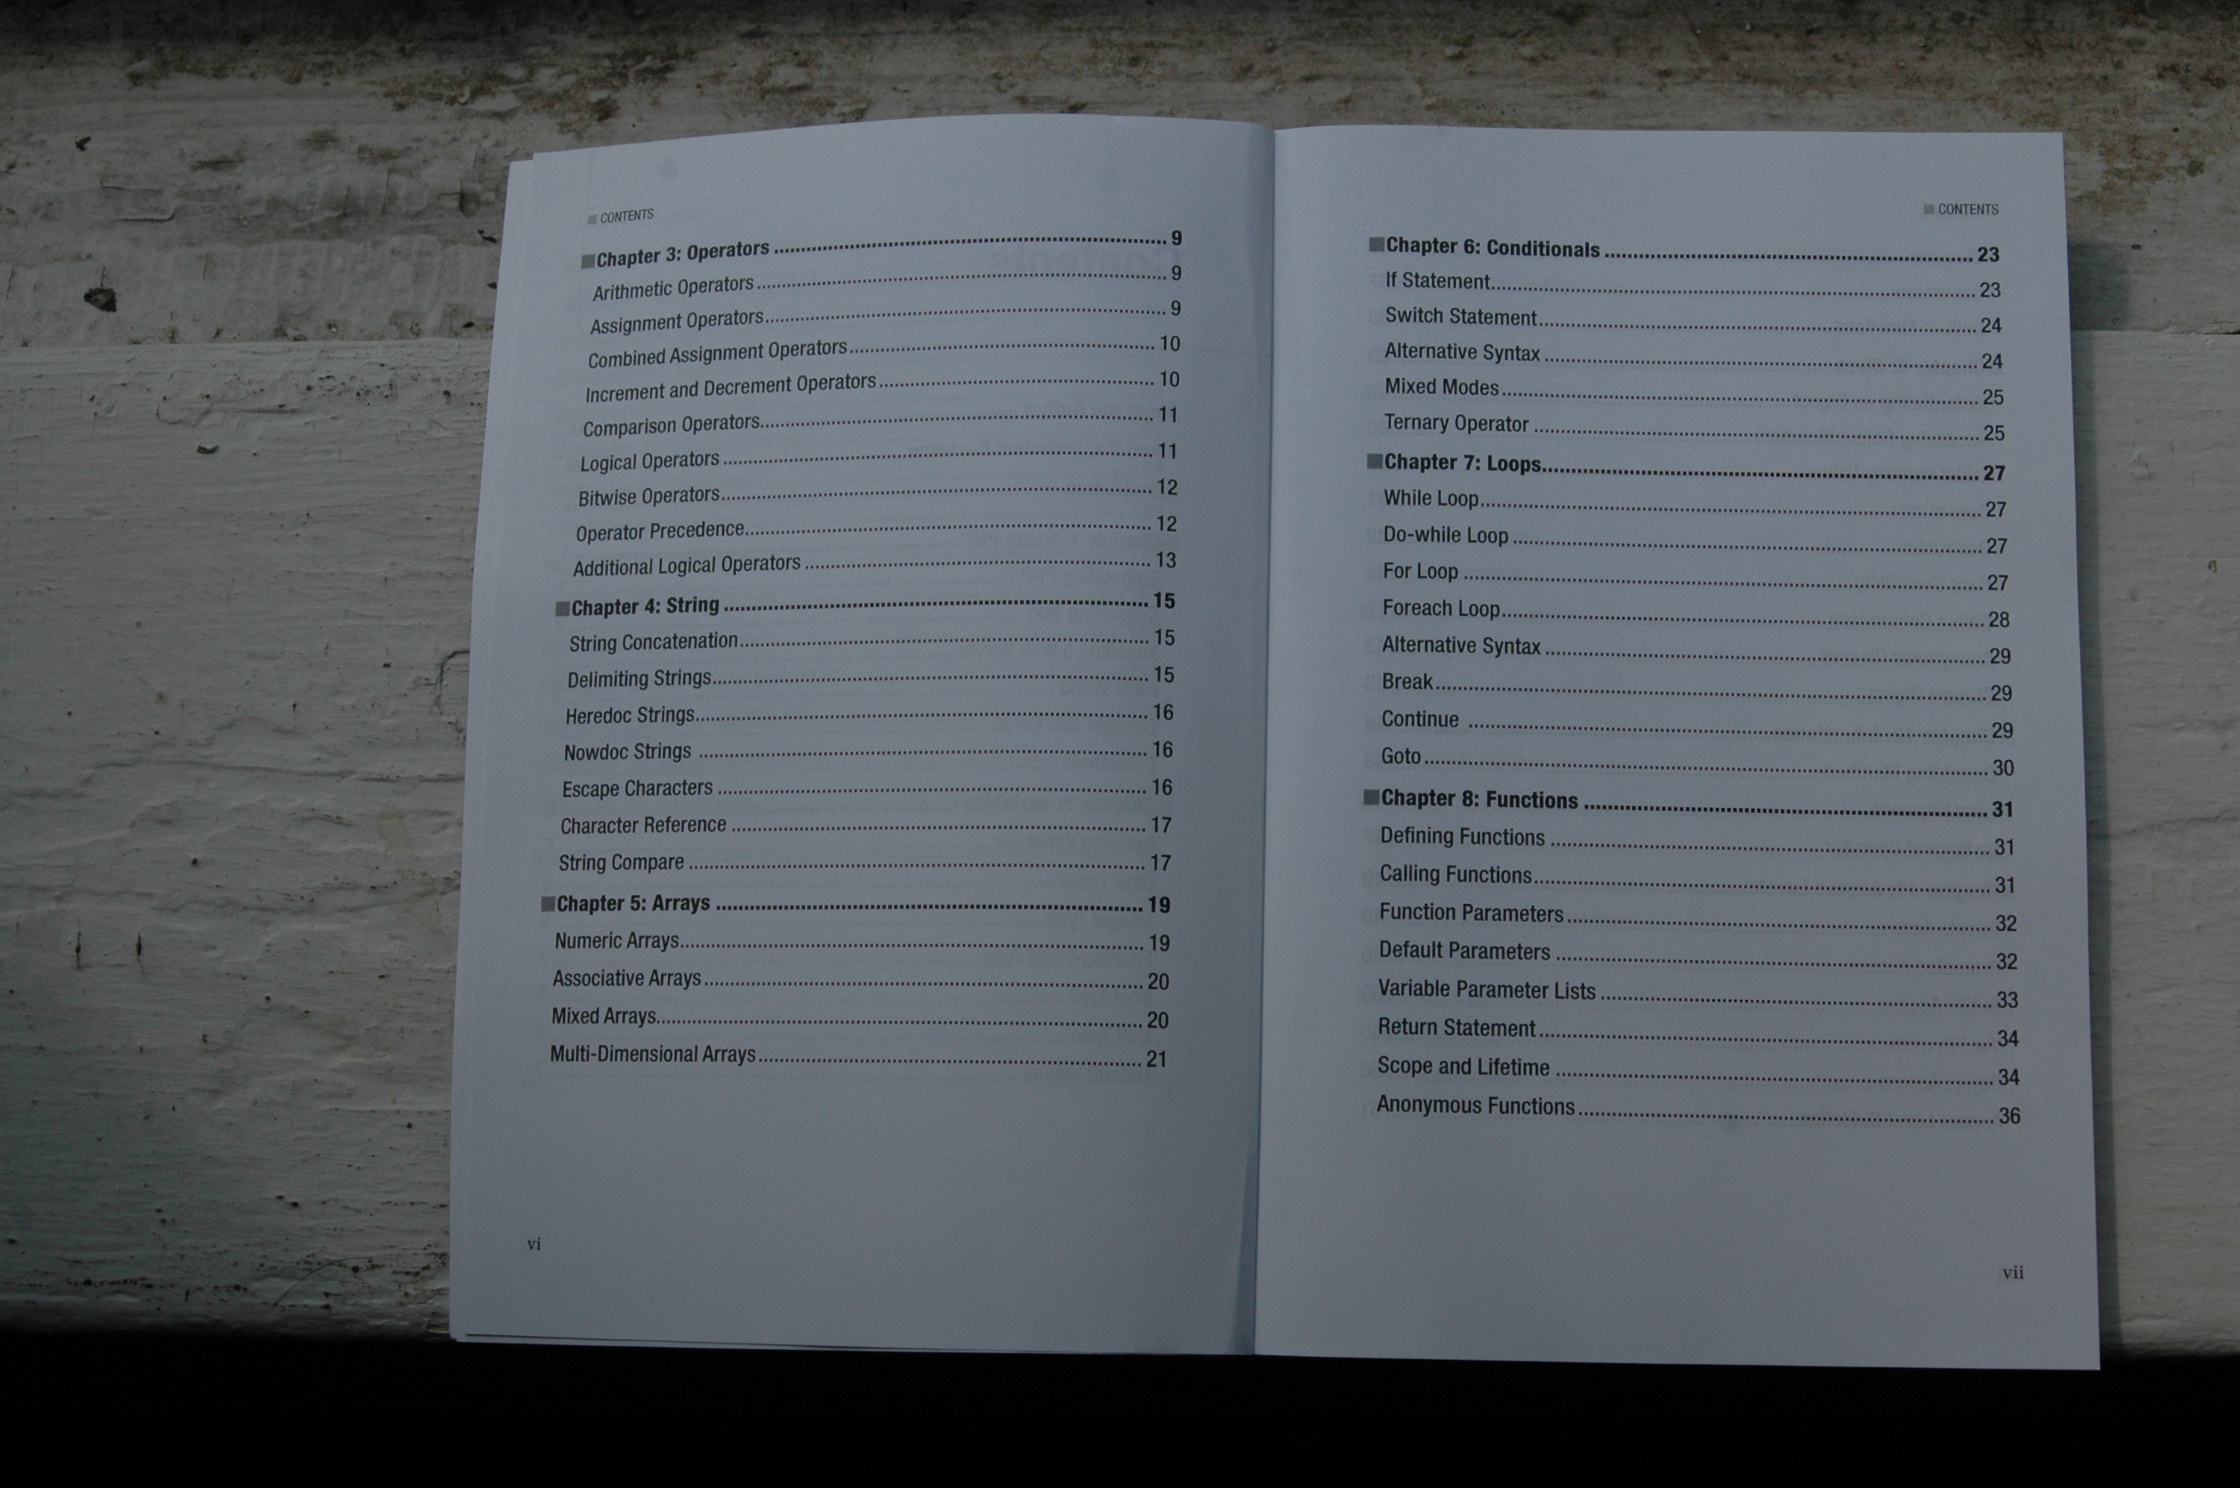 CONTENTS
Chapter 3: Operators ........ 9
Arithmetic Operators ........ 9
Assignment Operators ........ 9
Combined Assignment Operators ........ 10
Increment and Decrement Operators ........ 10
Comparison Operators ........ 11
Logical Operators ........ 11
Bitwise Operators ........ 12
Operator Precedence ........ 12
Additional Logical Operators ........ 13
Chapter 4: String ........ 15
String Concatenation ........ 15
Delimiting Strings ........ 15
Heredoc Strings ........ 16
Nowdoc Strings ........ 16
Escape Characters ........ 16
Character Reference ........ 17
String Compare ........ 17
Chapter 5: Arrays ........ 19
Numeric Arrays ........ 19
Associative Arrays ........ 20
Mixed Arrays ........ 20
Multi-Dimensional Arrays ........ 21
vi
CONTENTS
Chapter 6: Conditionals ........ 23
If Statement ........ 23
Switch Statement ........ 24
Alternative Syntax ........ 24
Mixed Modes ........ 25
Ternary Operator ........ 25
Chapter 7: Loops ........ 27
While Loop ........ 27
Do-while Loop ........ 27
For Loop ........ 27
Foreach Loop ........ 28
Alternative Syntax ........ 29
Break ........ 29
Continue ........ 29
Goto ........ 30
Chapter 8: Functions ........ 31
Defining Functions ........ 31
Calling Functions ........ 31
Function Parameters ........ 32
Default Parameters ........ 32
Variable Parameter Lists ........ 33
Return Statement ........ 34
Scope and Lifetime ........ 34
Anonymous Functions ........ 36
vii